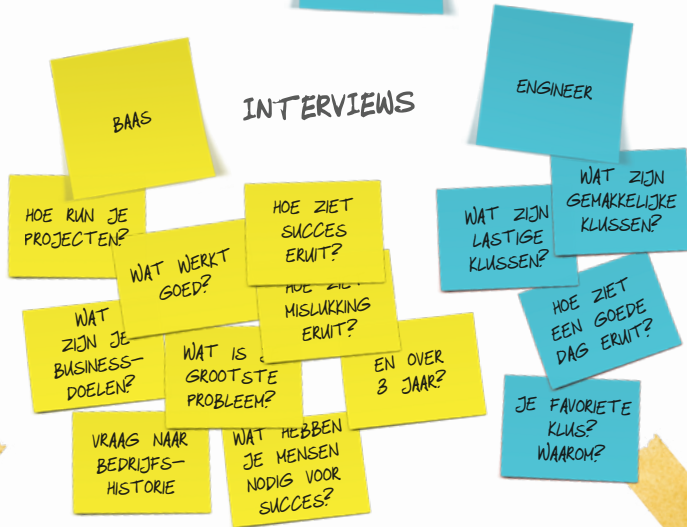 INTERVIEWS
BAAS
HOE RUN JE
PROJECTEN?
WAT WERKT
GOED?
HOE ZIET
SUCCES
ERUIT?
HOE ZIET
MISLUKKING
ERUIT?
WAT
ZIJN JE
BUSINESS-
DOELEN?
WAT IS
GROOTSTE
PROBLEEM?
EN OVER
3 JAAR?
VRAAG NAAR
BEDRIJFS-
HISTORIE
WAT HEBBEN
JE MENSEN
NODIG VOOR
SUCCES?
ENGINEER
WAT ZIJN
LASTIGE
KLUSSEN?
WAT ZIJN
GEMAKKELIJKE
KLUSSEN?
HOE ZIET
EEN GOEDE
DAG ERUIT?
JE FAVORIETE
KLUS?
WAAROM?